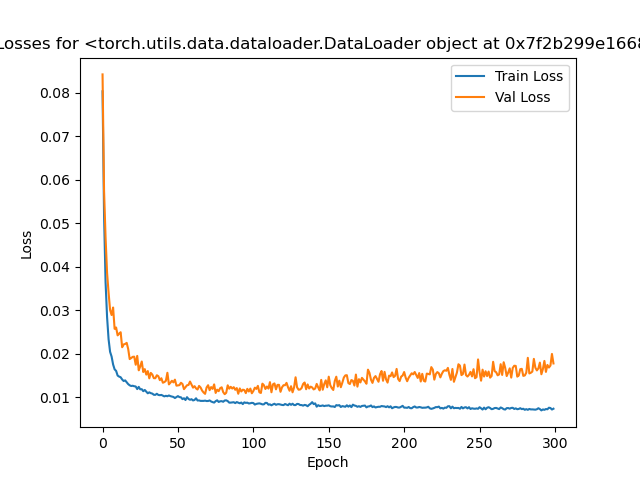 Losses for <torch.utils.data.dataloader.DataLoader object at 0x7f2b299e1668
Train Loss
Val Loss
0.08
0.07
0.06
0.05
0.04
0.03
0.02
0.01
Loss
0 50 100 150 200 250 300
Epoch